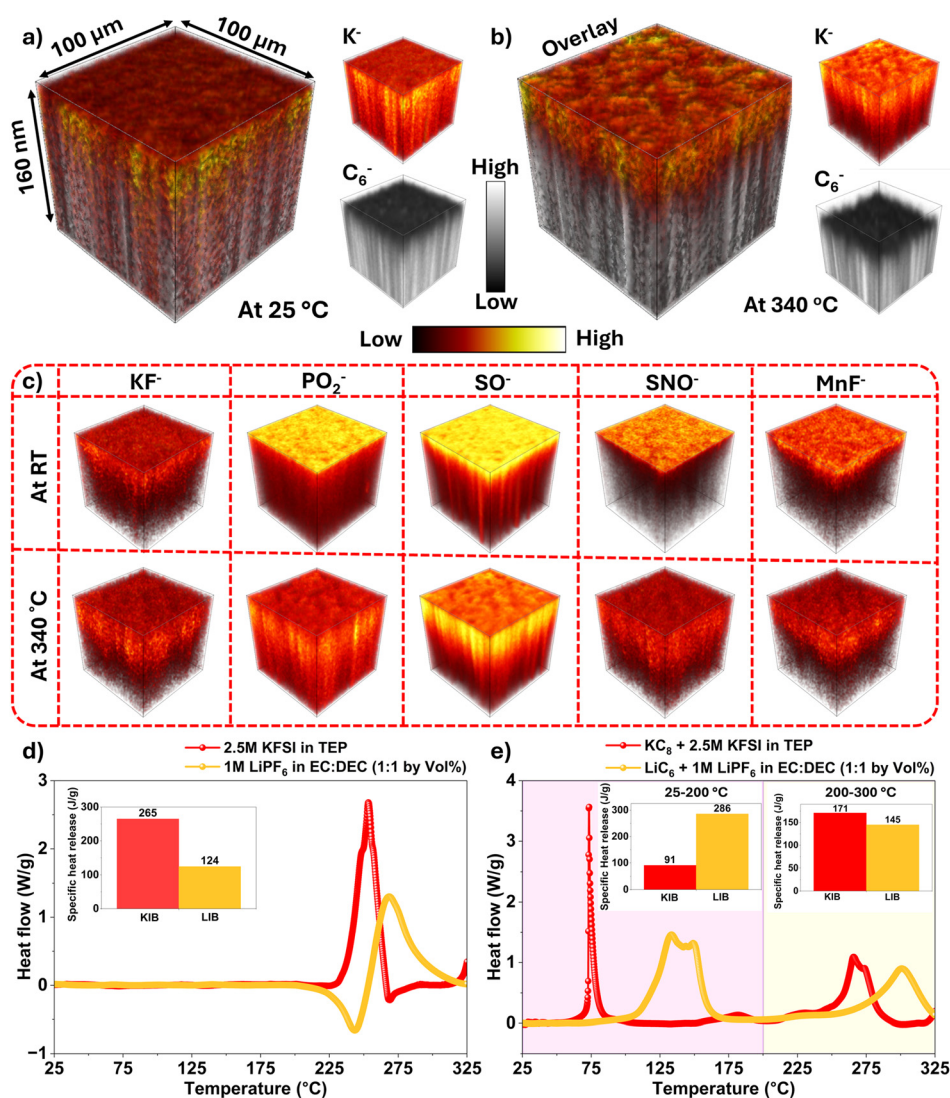 a)
100 µm
100 µm
160 nm
At 25 °C
K-
C6-
High
Low
b)
Overlay
At 340 °C
K-
C6-
Low
High
c)
KF-
PO2-
SO-
SNO-
MnF-
At RT
At 340 °C
d)
2.5M KFSI in TEP
1M LiPF6 in EC:DEC (1:1 by Vol%)
Heat flow (W/g)
3
2
1
0
−1
25 75 125 175 225 275 325
Temperature (°C)
Specific heat release (J/g)
300
200
100
0
265
124
KIB LIB
e)
KC8 + 2.5M KFSI in TEP
LiC6 + 1M LiPF6 in EC:DEC (1:1 by Vol%)
Heat flow (W/g)
4
3
2
1
0
25 75 125 175 225 275 325
Temperature (°C)
25-200 °C
Specific heat release (J/g)
300
200
100
0
91
286
KIB LIB
200-300 °C
Specific heat release (J/g)
150
100
50
0
171
145
KIB LIB